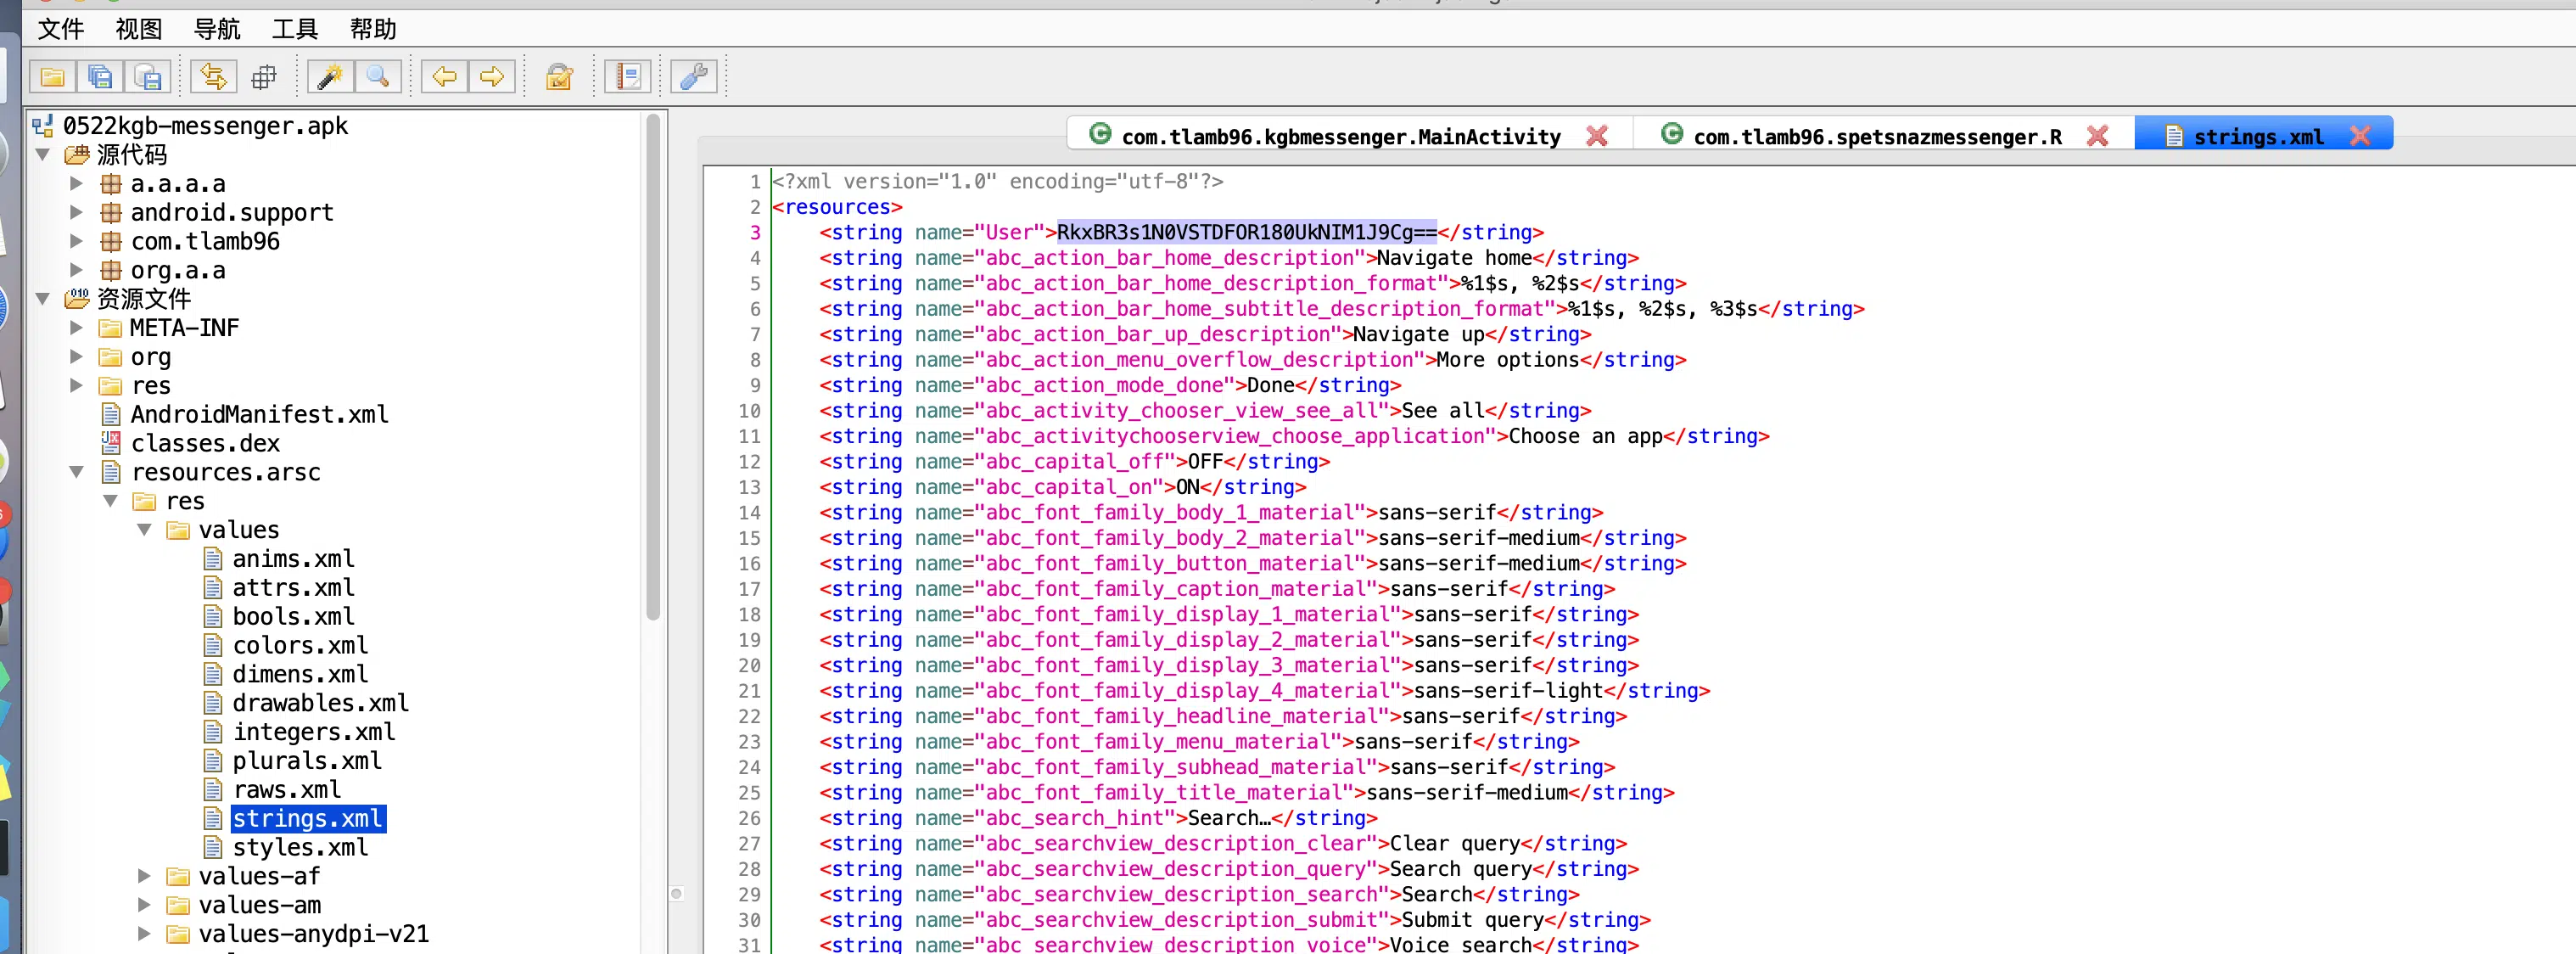 文件 视图 导航 工具 帮助
0522kgb-messenger.apk
源代码
a.a.a.a
android.support
com.tlamb96
org.a.a
资源文件
META-INF
org
res
AndroidManifest.xml
classes.dex
resources.arsc
res
values
anims.xml
attrs.xml
bools.xml
colors.xml
dimens.xml
drawables.xml
integers.xml
plurals.xml
raws.xml
strings.xml
styles.xml
values-af
values-am
values-anydpi-v21
com.tlamb96.kgbmessenger.MainActivity com.tlamb96.spetsnazmessenger.R strings.xml
1 <?xml version="1.0" encoding="utf-8"?>
2 <resources>
3 <string name="User">RkxBR3s1N0VSTDFOR180UkNIM1J9Cg==</string>
4 <string name="abc_action_bar_home_description">Navigate home</string>
5 <string name="abc_action_bar_home_description_format">%1$s, %2$s</string>
6 <string name="abc_action_bar_home_subtitle_description_format">%1$s, %2$s, %3$s</string>
7 <string name="abc_action_bar_up_description">Navigate up</string>
8 <string name="abc_action_menu_overflow_description">More options</string>
9 <string name="abc_action_mode_done">Done</string>
10 <string name="abc_activity_chooser_view_see_all">See all</string>
11 <string name="abc_activitychooserview_choose_application">Choose an app</string>
12 <string name="abc_capital_off">OFF</string>
13 <string name="abc_capital_on">ON</string>
14 <string name="abc_font_family_body_1_material">sans-serif</string>
15 <string name="abc_font_family_body_2_material">sans-serif-medium</string>
16 <string name="abc_font_family_button_material">sans-serif-medium</string>
17 <string name="abc_font_family_caption_material">sans-serif</string>
18 <string name="abc_font_family_display_1_material">sans-serif</string>
19 <string name="abc_font_family_display_2_material">sans-serif</string>
20 <string name="abc_font_family_display_3_material">sans-serif</string>
21 <string name="abc_font_family_display_4_material">sans-serif-light</string>
22 <string name="abc_font_family_headline_material">sans-serif</string>
23 <string name="abc_font_family_menu_material">sans-serif</string>
24 <string name="abc_font_family_subhead_material">sans-serif</string>
25 <string name="abc_font_family_title_material">sans-serif-medium</string>
26 <string name="abc_search_hint">Search…</string>
27 <string name="abc_searchview_description_clear">Clear query</string>
28 <string name="abc_searchview_description_query">Search query</string>
29 <string name="abc_searchview_description_search">Search</string>
30 <string name="abc_searchview_description_submit">Submit query</string>
31 <string name="abc_searchview_description_voice">Voice search</string>